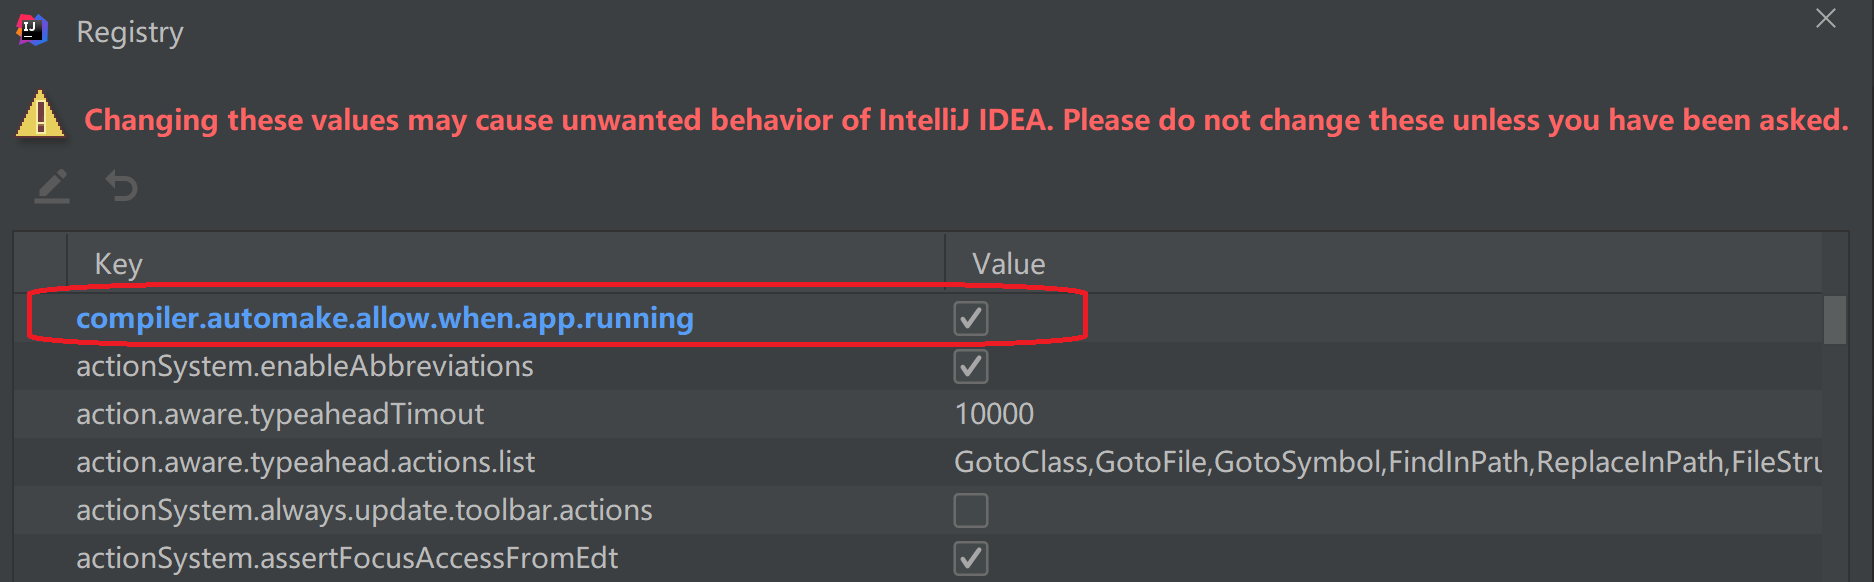 IJ
Registry
Changing these values may cause unwanted behavior of IntelliJ IDEA. Please do not change these unless you have been asked.
Key Value
compiler.automake.allow.when.app.running
actionSystem.enableAbbreviations
action.aware.typeaheadTimout 10000
action.aware.typeahead.actions.list GotoClass,GotoFile,GotoSymbol,FindInPath,ReplaceInPath,FileStru
actionSystem.always.update.toolbar.actions
actionSystem.assertFocusAccessFromEdt